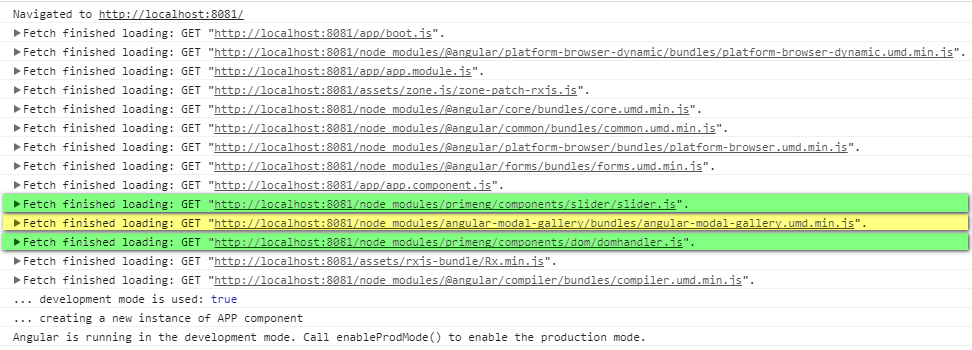 Navigated to http://localhost:8081/
▶Fetch finished loading: GET "http://localhost:8081/app/boot.js".
▶Fetch finished loading: GET "http://localhost:8081/node_modules/@angular/platform-browser-dynamic/bundles/platform-browser-dynamic.umd.min.js".
▶Fetch finished loading: GET "http://localhost:8081/app/app.module.js".
▶Fetch finished loading: GET "http://localhost:8081/assets/zone.js/zone-patch-rxjs.js".
▶Fetch finished loading: GET "http://localhost:8081/node_modules/@angular/core/bundles/core.umd.min.js".
▶Fetch finished loading: GET "http://localhost:8081/node_modules/@angular/common/bundles/common.umd.min.js".
▶Fetch finished loading: GET "http://localhost:8081/node_modules/@angular/platform-browser/bundles/platform-browser.umd.min.js".
▶Fetch finished loading: GET "http://localhost:8081/node_modules/@angular/forms/bundles/forms.umd.min.js".
▶Fetch finished loading: GET "http://localhost:8081/app/app.component.js".
▶Fetch finished loading: GET "http://localhost:8081/node_modules/primeng/components/slider/slider.js".
▶Fetch finished loading: GET "http://localhost:8081/node_modules/angular-modal-gallery/bundles/angular-modal-gallery.umd.min.js".
▶Fetch finished loading: GET "http://localhost:8081/node_modules/primeng/components/dom/domhandler.js".
▶Fetch finished loading: GET "http://localhost:8081/assets/rxjs-bundle/Rx.min.js".
▶Fetch finished loading: GET "http://localhost:8081/node_modules/@angular/compiler/bundles/compiler.umd.min.js".
... development mode is used: true
... creating a new instance of APP component
Angular is running in the development mode. Call enableProdMode() to enable the production mode.